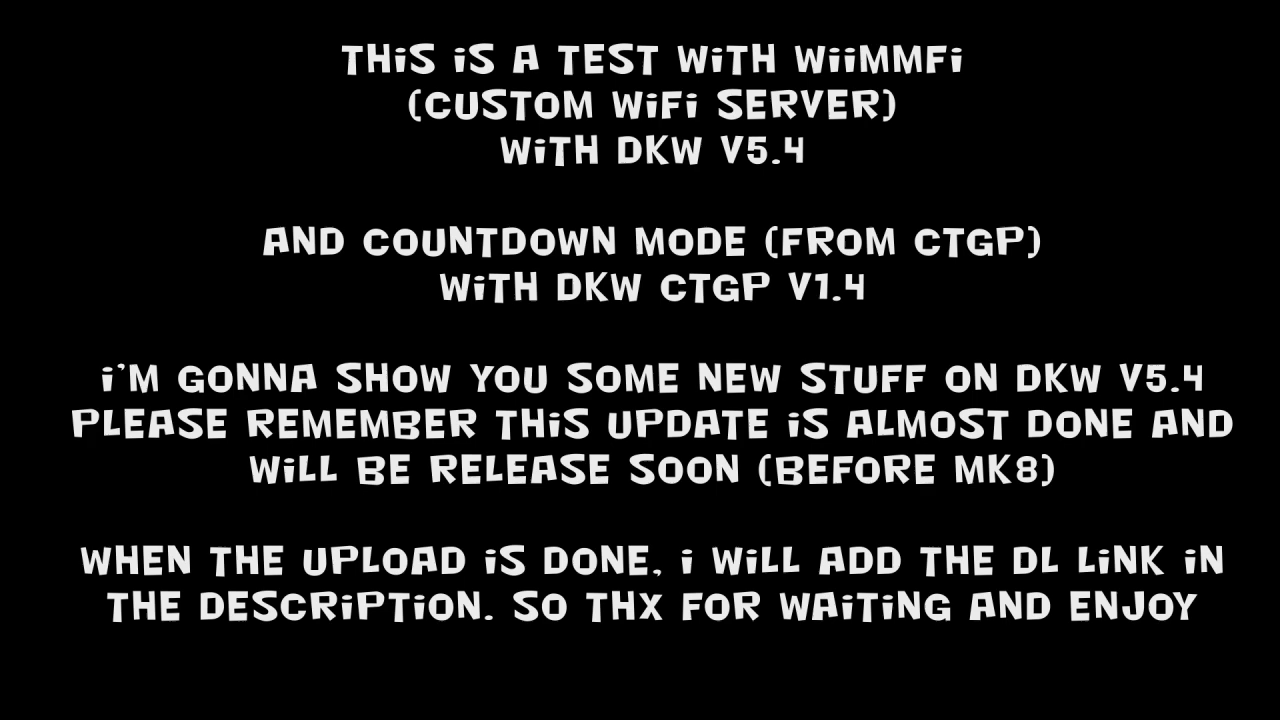 THiS iS A TEST WiTH WiiMMFi
(CUSTOM WiFi SERVER)
WiTH DKW V5.4
AND COUNTDOWN MODE (FROM CTGP)
WiTH DKW CTGP V1.4
i'M GONNA SHOW YOU SOME NEW STUFF ON DKW V5.4
PLEASE REMEMBER THiS UPDATE iS ALMOST DONE AND
WiLL BE RELEASE SOON (BEFORE MK8)
WHEN THE UPLOAD iS DONE, i WiLL ADD THE DL LiNK iN
THE DESCRiPTiON. SO THX FOR WAiTiNG AND ENJOY